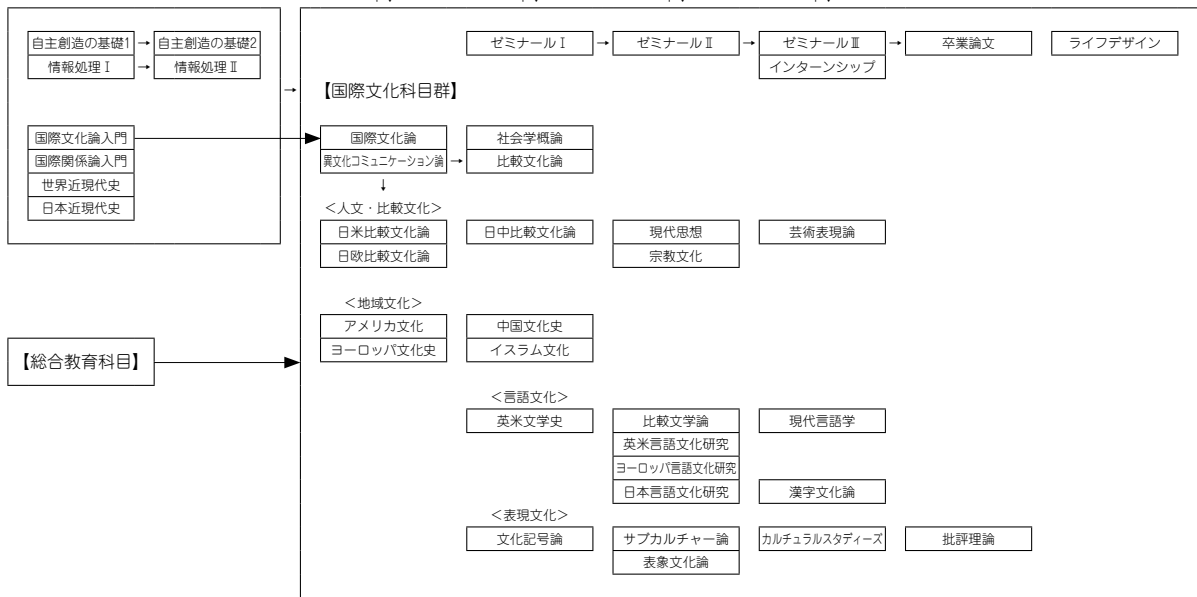 自主創造の基礎1 → 自主創造の基礎2
情報処理Ⅰ → 情報処理Ⅱ
国際文化論入門
国際関係論入門
世界近現代史
日本近現代史
【総合教育科目】
ゼミナールⅠ → ゼミナールⅡ → ゼミナールⅢ → 卒業論文 ライフデザイン
インターンシップ
【国際文化科目群】
国際文化論 社会学概論
異文化コミュニケーション論 → 比較文化論
<人文・比較文化>
日米比較文化論 日中比較文化論 現代思想 芸術表現論
日欧比較文化論 宗教文化
<地域文化>
アメリカ文化 中国文化史
ヨーロッパ文化史 イスラム文化
<言語文化>
英米文学史 比較文学論 現代言語学
英米言語文化研究
ヨーロッパ言語文化研究
日本言語文化研究 漢字文化論
<表現文化>
文化記号論 サブカルチャー論 カルチュラルスタディーズ 批評理論
表象文化論